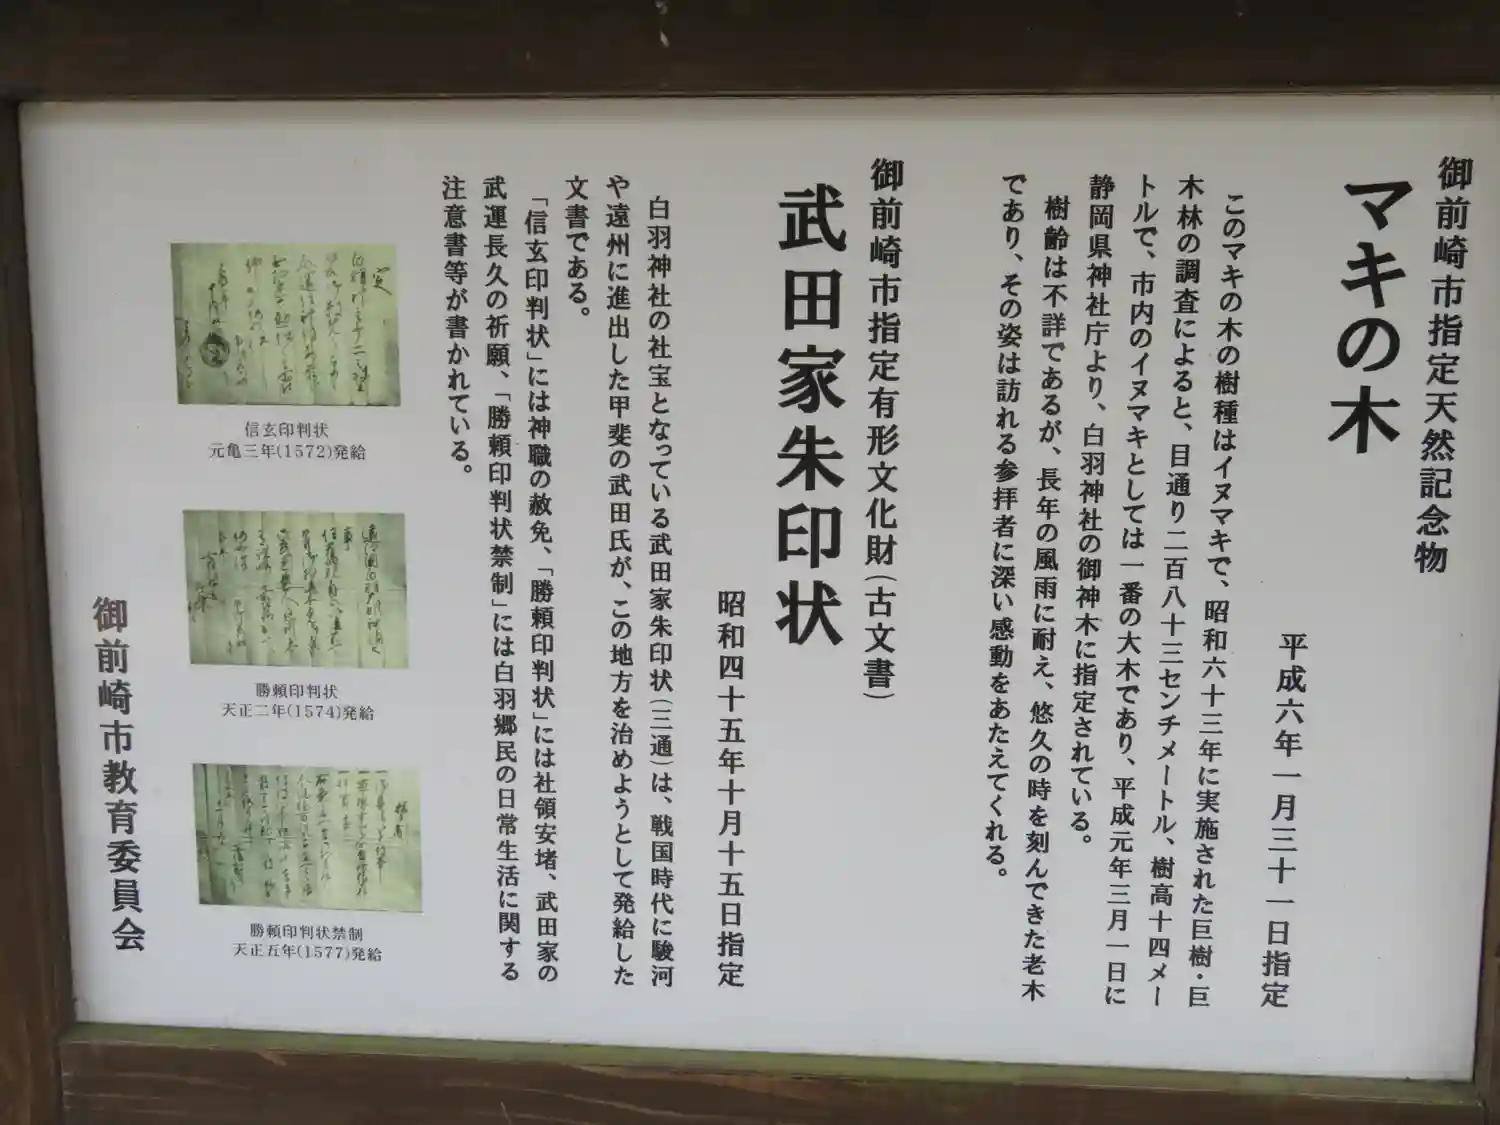 御前崎市指定天然記念物
マキの木
平成六年一月三十一日指定
このマキの木の樹種はイヌマキで、昭和六十三年に実施された巨樹・巨
木林の調査によると、目通り二百八十三センチメートル、樹高十四メー
トルで、市内のイヌマキとしては一番の大木であり、平成元年三月一日に
静岡県神社庁より、白羽神社の御神木に指定されている。
樹齢は不詳であるが、長年の風雨に耐え、悠久の時を刻んできた老木
であり、その姿は訪れる参拝者に深い感動をあたえてくれる。
御前崎市指定有形文化財(古文書)
武田家朱印状
昭和四十五年十月十五日指定
白羽神社の社宝となっている武田家朱印状(三通)は、戦国時代に駿河
や遠州に進出した甲斐の武田氏が、この地方を治めようとして発給した
文書である。
「信玄印判状」には神職の赦免、「勝頼印判状」には社領安堵、武田家の
武運長久の祈願、「勝頼印判状禁制」には白羽郷民の日常生活に関する
注意書等が書かれている。
信玄印判状
元亀三年(1572)発給
勝頼印判状
天正二年(1574)発給
勝頼印判状禁制
天正五年(1577)発給
御前崎市教育委員会